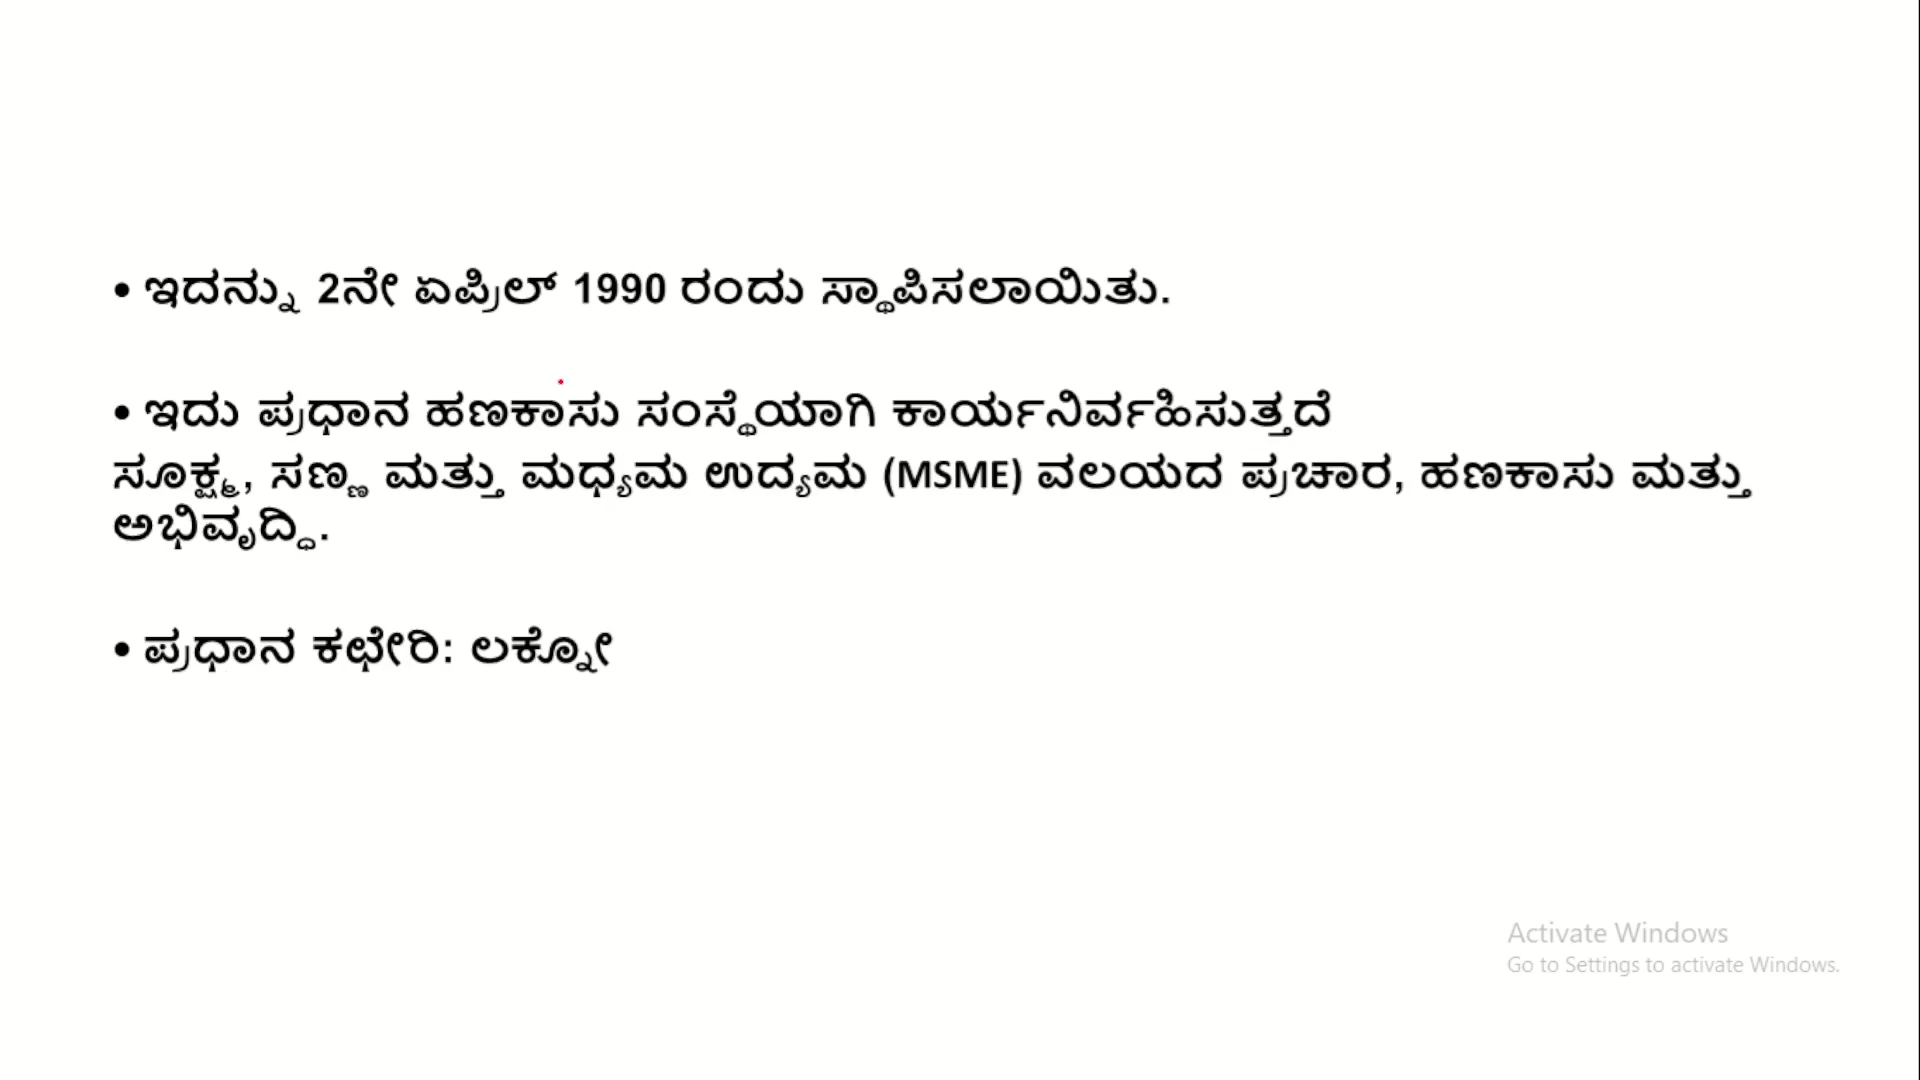 • ಇದನ್ನು 2ನೇ ಏಪ್ರಿಲ್ 1990 ರಂದು ಸ್ಥಾಪಿಸಲಾಯಿತು.
• ಇದು ಪ್ರಧಾನ ಹಣಕಾಸು ಸಂಸ್ಥೆಯಾಗಿ ಕಾರ್ಯನಿರ್ವಹಿಸುತ್ತದೆ
ಸೂಕ್ಷ್ಮ, ಸಣ್ಣ ಮತ್ತು ಮಧ್ಯಮ ಉದ್ಯಮ (MSME) ವಲಯದ ಪ್ರಚಾರ, ಹಣಕಾಸು ಮತ್ತು
ಅಭಿವೃದ್ಧಿ.
• ಪ್ರಧಾನ ಕಛೇರಿ: ಲಕ್ನೋ
Activate Windows
Go to Settings to activate Windows.